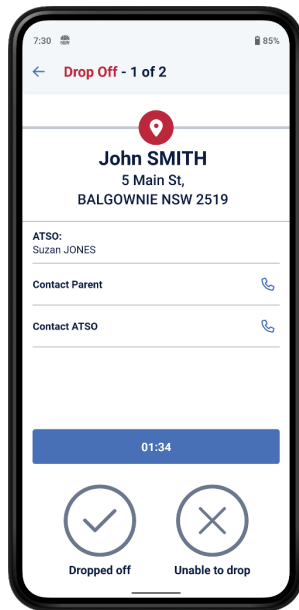 7:30
85%
Drop Off - 1 of 2
John SMITH
5 Main St,
BALGOWNIE NSW 2519
ATSO:
Suzan JONES
Contact Parent
Contact ATSO
01:34
Dropped off
Unable to drop